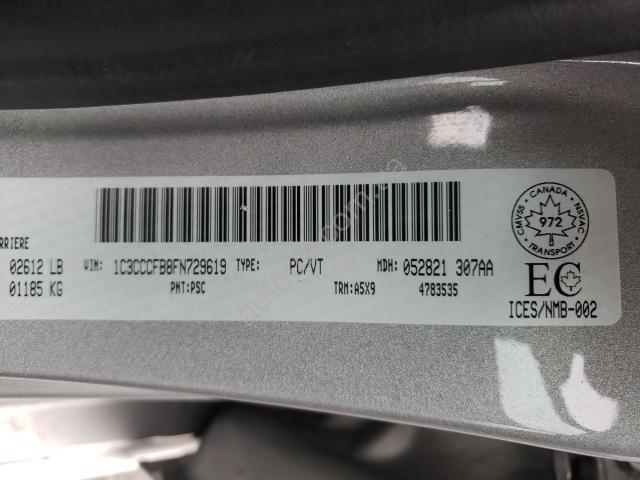 RRIERE
02612 LB VIN: 1C3CCCFB8FN729619 TYPE: PC/VT MDH: 052821 307AA
01185 KG PNT:PSC TRM:A5X9 4783535
CANADA
CMVSS 972 NSVAC
TRANSPORT
EC
ICES/NMB-002